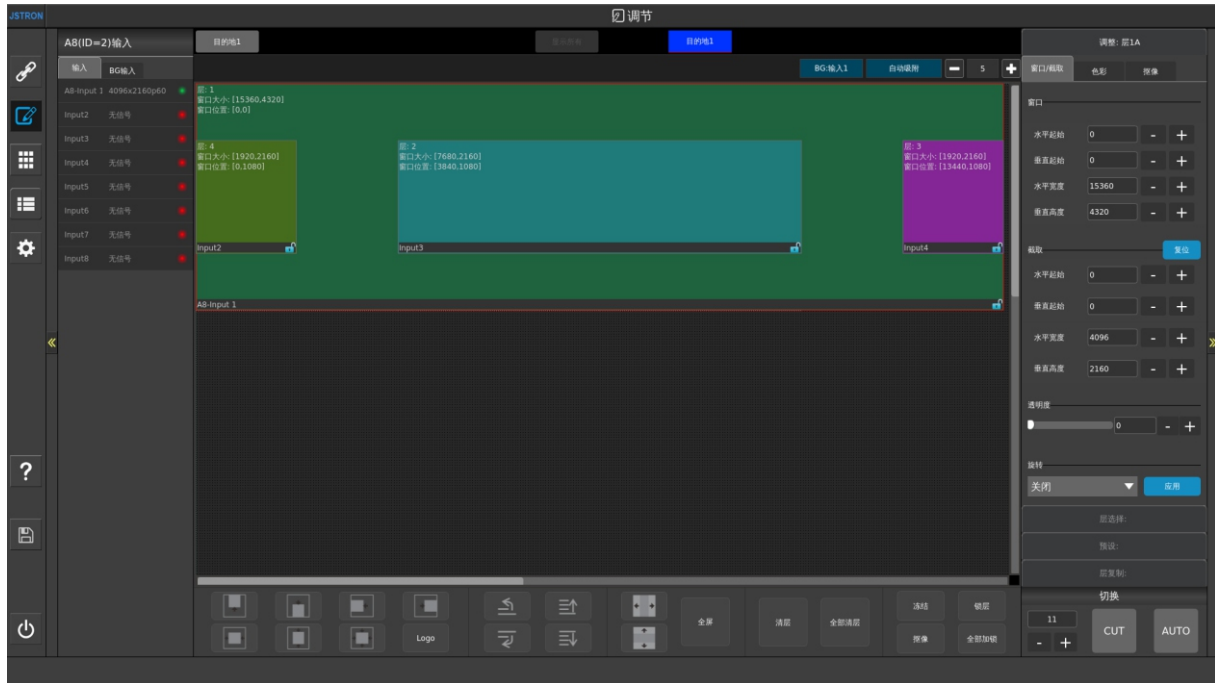 JSTRON
调节
A8(ID=2)输入
目的地1
显示所有
目的地1
调整: 层1A
输入
BG输入
BG:输入1
自动吸附
5
窗口/截取
色彩
抠像
A8-Input 1 4096x2160p60
Input2 无信号
Input3 无信号
Input4 无信号
Input5 无信号
Input6 无信号
Input7 无信号
Input8 无信号
层: 1
窗口大小: [15360,4320]
窗口位置: [0,0]
层: 4
窗口大小: [1920,2160]
窗口位置: [0,1080]
Input2
层: 2
窗口大小: [7680,2160]
窗口位置: [3840,1080]
Input3
层: 3
窗口大小: [1920,2160]
窗口位置: [13440,1080]
Input4
A8-Input 1
窗口
水平起始 0 - +
垂直起始 0 - +
水平宽度 15360 - +
垂直高度 4320 - +
截取 复位
水平起始 0 - +
垂直起始 0 - +
水平宽度 4096 - +
垂直高度 2160 - +
透明度
0 - +
旋转
关闭 应用
层选择:
预设:
层复制:
切换
11
- +
CUT
AUTO
Logo
全屏
清层
全部清层
冻结
锁层
抠像
全部加锁